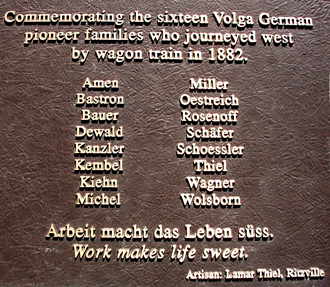 Commemorating the sixteen Volga German
pioneer families who journeyed west
by wagon train in 1882.
Amen
Bastron
Bauer
Dewald
Kanzler
Kembel
Kiehn
Michel
Miller
Oestreich
Rosenoff
Schäfer
Schoessler
Thiel
Wagner
Wolsborn
Arbeit macht das Leben süss.
Work makes life sweet.
Artisan: Lamar Thiel, Ritzville